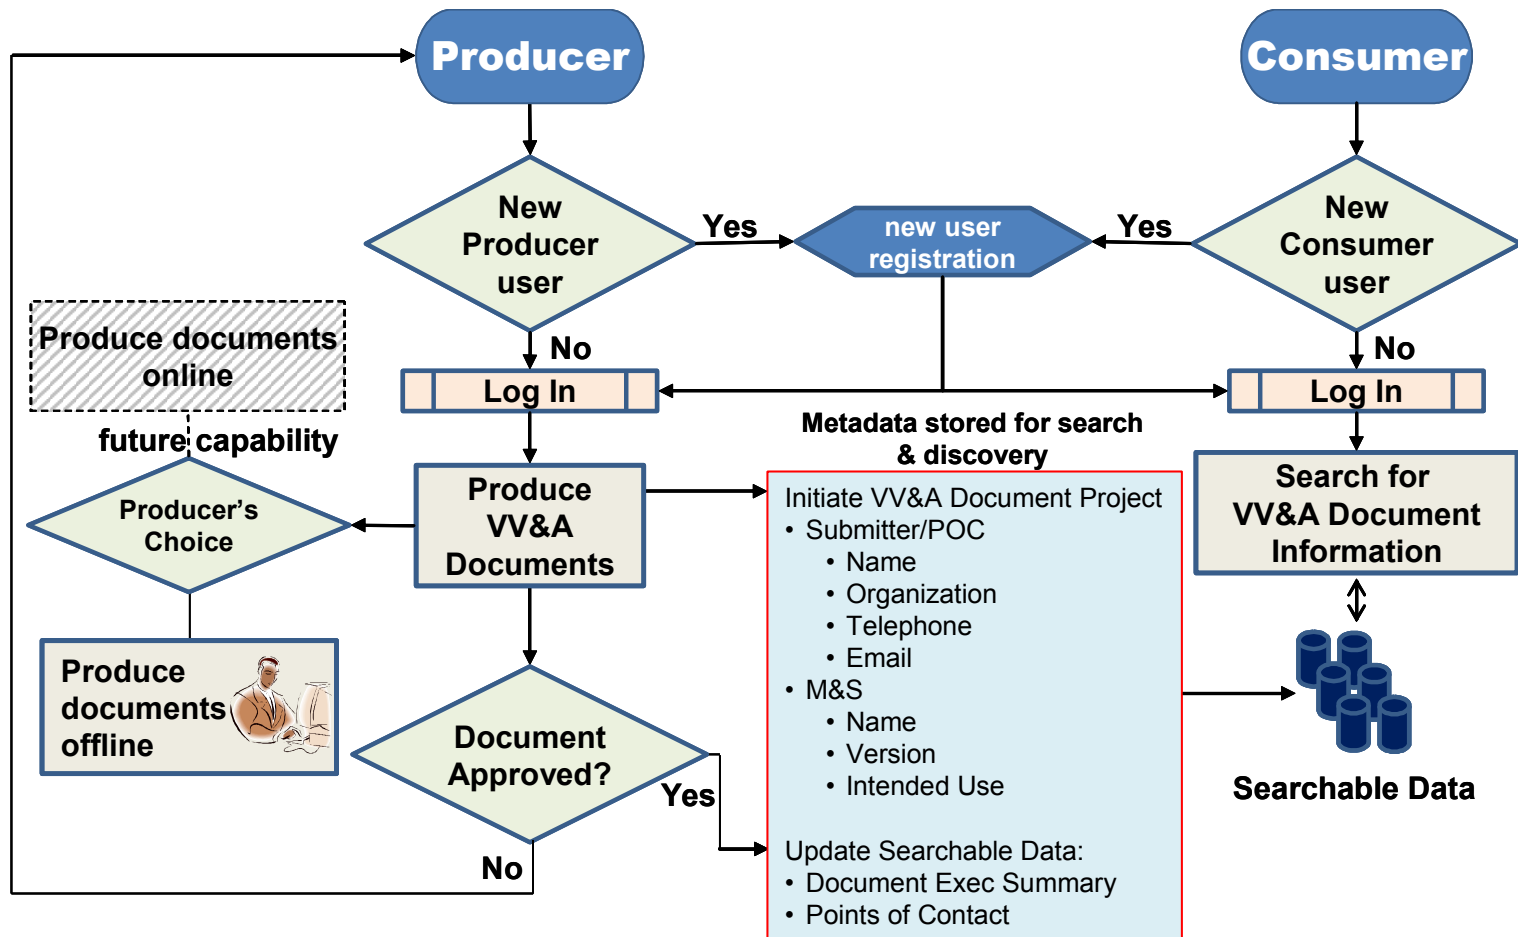 Producer
Consumer
New
Producer
user
Yes
new user
registration
Yes
New
Consumer
user
Produce documents
online
No
No
Log In
Log In
future capability
Metadata stored for search
& discovery
Producer's
Choice
Produce
VV&A
Documents
Initiate VV&A Document Project
• Submitter/POC
• Name
• Organization
• Telephone
• Email
• M&S
• Name
• Version
• Intended Use
Update Searchable Data:
• Document Exec Summary
• Points of Contact
Search for
VV&A Document
Information
Produce
documents
offline
Document
Approved?
Yes
No
Searchable Data